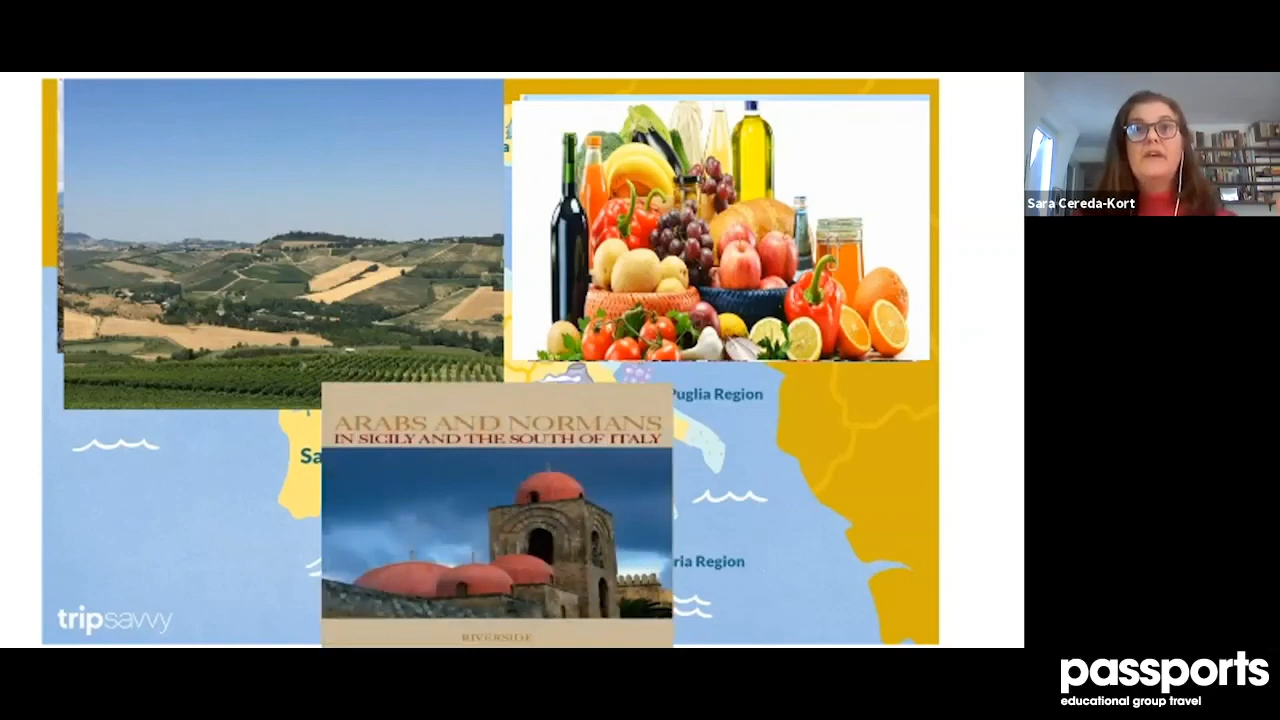 a
Puglia Region
ARABS AND NORMANS
IN SICILY AND THE SOUTH OF ITALY
Sa
ria Region
RIVERSIDE
tripsavvy
Sara Cereda-Kort
passports
educational group travel